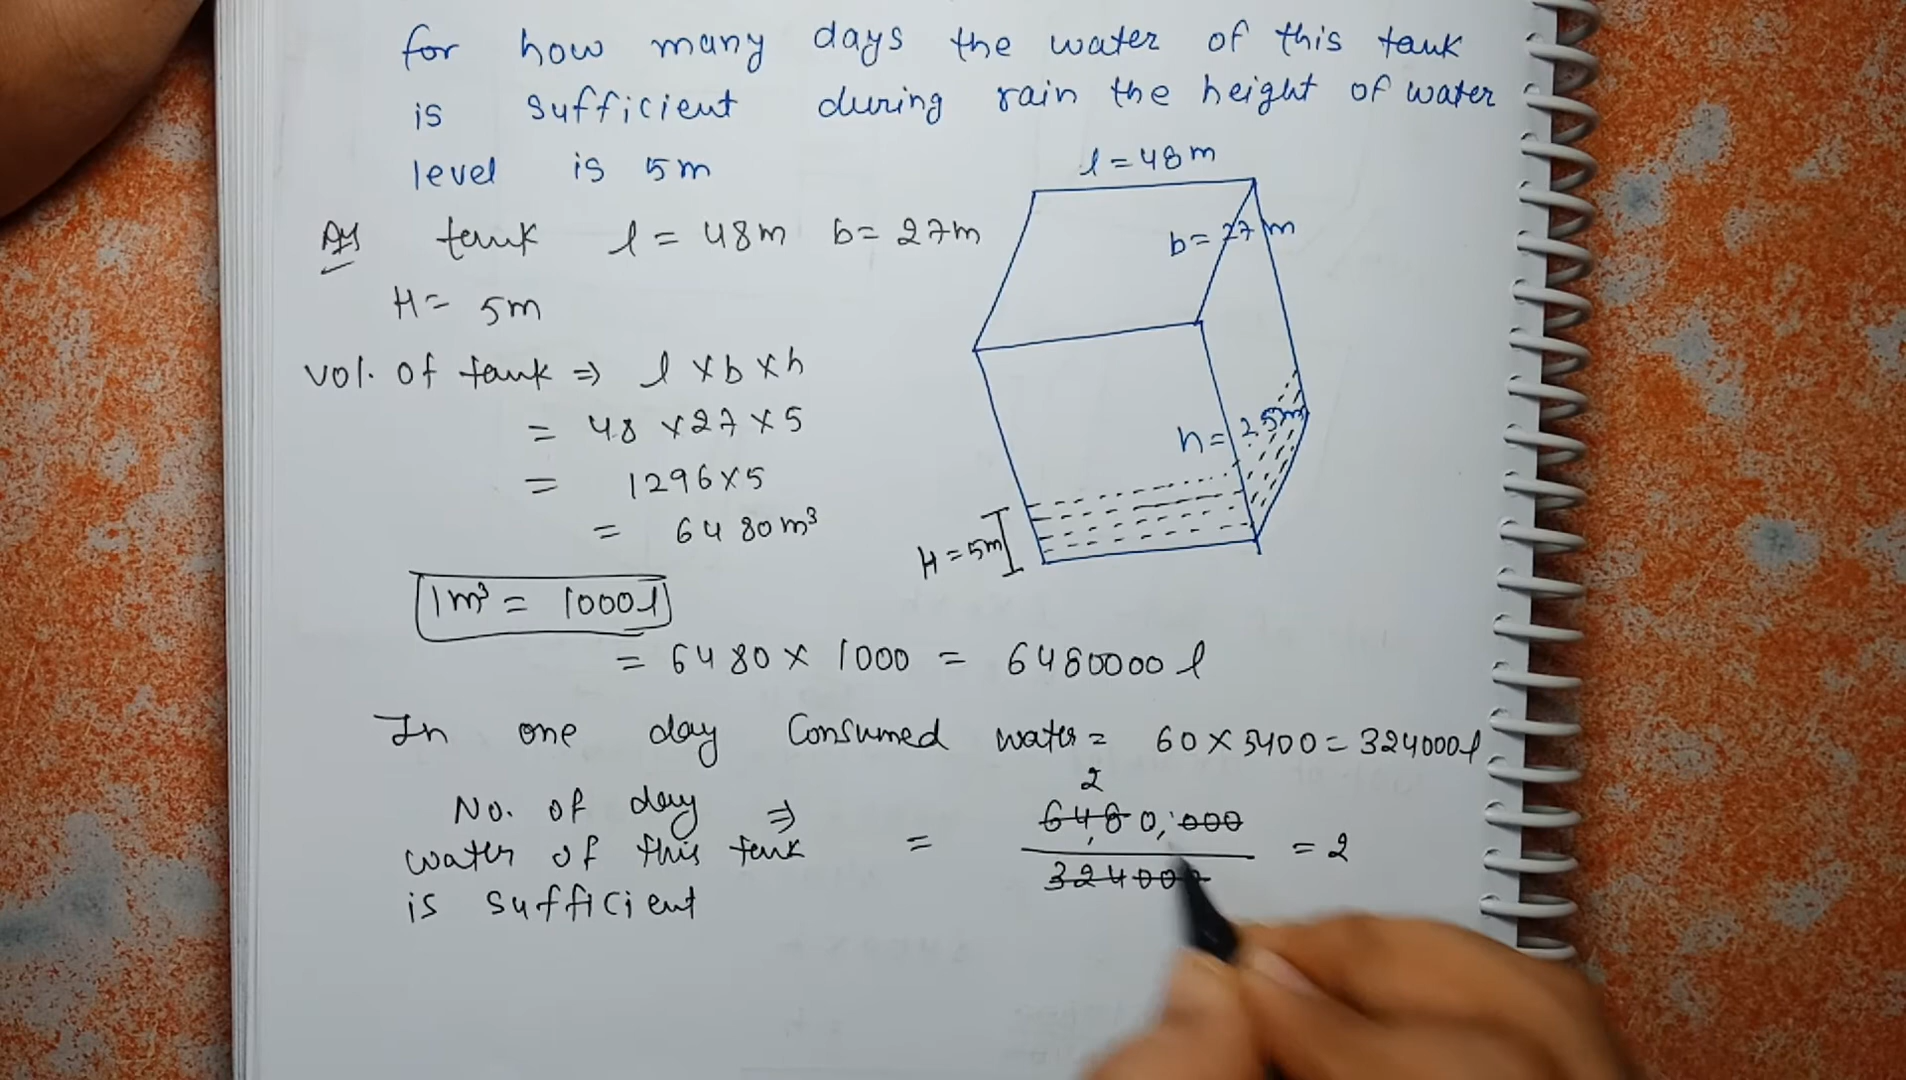 for how many days the water of this tank
is sufficient during rain the height of water
level is 5m
l = 48m
Ans tank l = 48m b = 27m
b = 27m
H = 5m
vol. of tank ⇒ l × b × h
= 48 × 27 × 5
h = 25m
= 1296 × 5
= 6480 m³
H = 5m
1m³ = 1000l
= 6480 × 1000 = 6480000 l
In one day Consumed water = 60 × 5400 = 324000l
2
No. of day ⇒
6480,000
water of this tank = = 2
324000
is sufficient